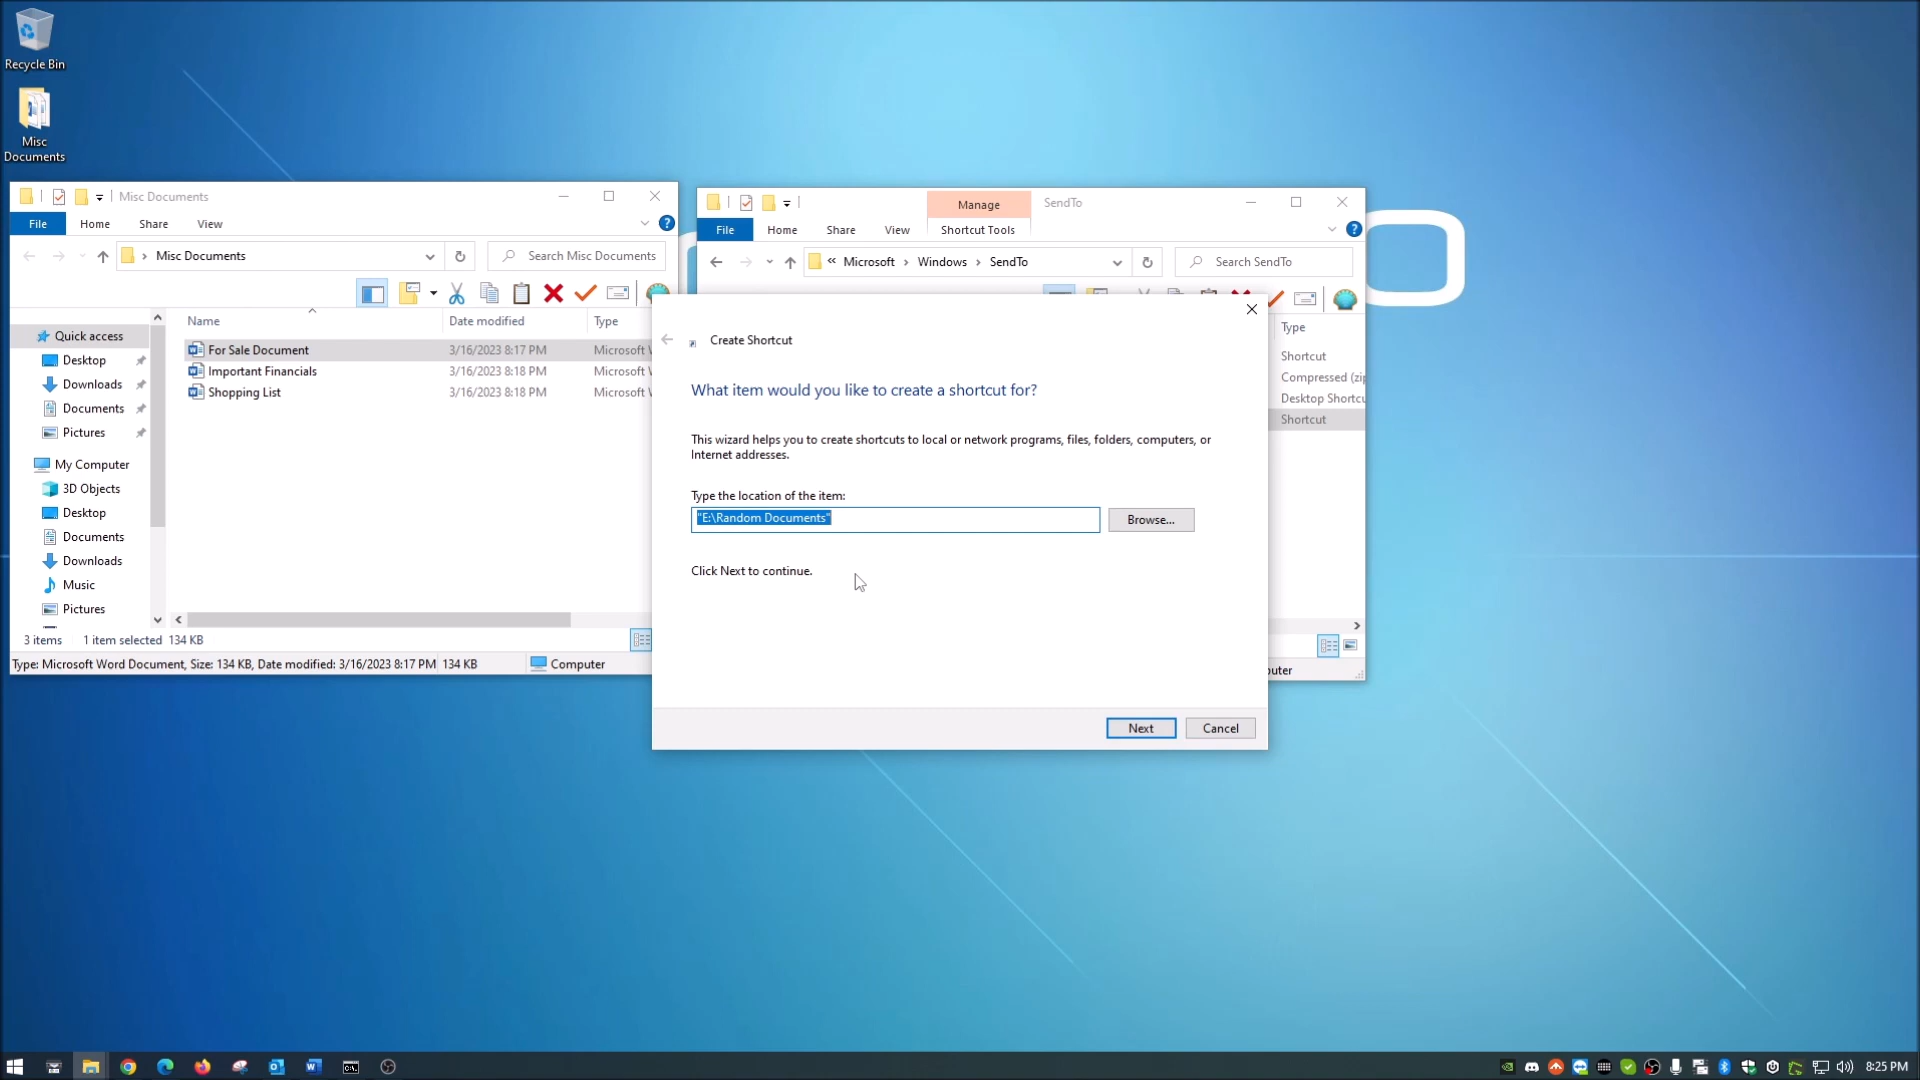 Recycle Bin
Misc
Documents
Misc Documents
File Home Share View
Misc Documents
Search Misc Documents
Name Date modified Type
Quick access
Desktop
Downloads
Documents
Pictures
My Computer
3D Objects
Desktop
Documents
Downloads
Music
Pictures
For Sale Document 3/16/2023 8:17 PM Microsoft
Important Financials 3/16/2023 8:18 PM Microsoft
Shopping List 3/16/2023 8:18 PM Microsoft
3 items 1 item selected 134 KB
Type: Microsoft Word Document, Size: 134 KB, Date modified: 3/16/2023 8:17 PM 134 KB Computer
Manage SendTo
File Home Share View Shortcut Tools
« Microsoft › Windows › SendTo
Search SendTo
Type
Shortcut
Compressed (zip
Desktop Shortcu
Shortcut
Create Shortcut
What item would you like to create a shortcut for?
This wizard helps you to create shortcuts to local or network programs, files, folders, computers, or
Internet addresses.
Type the location of the item:
"E:\Random Documents"
Browse...
Click Next to continue.
Next Cancel
puter
8:25 PM